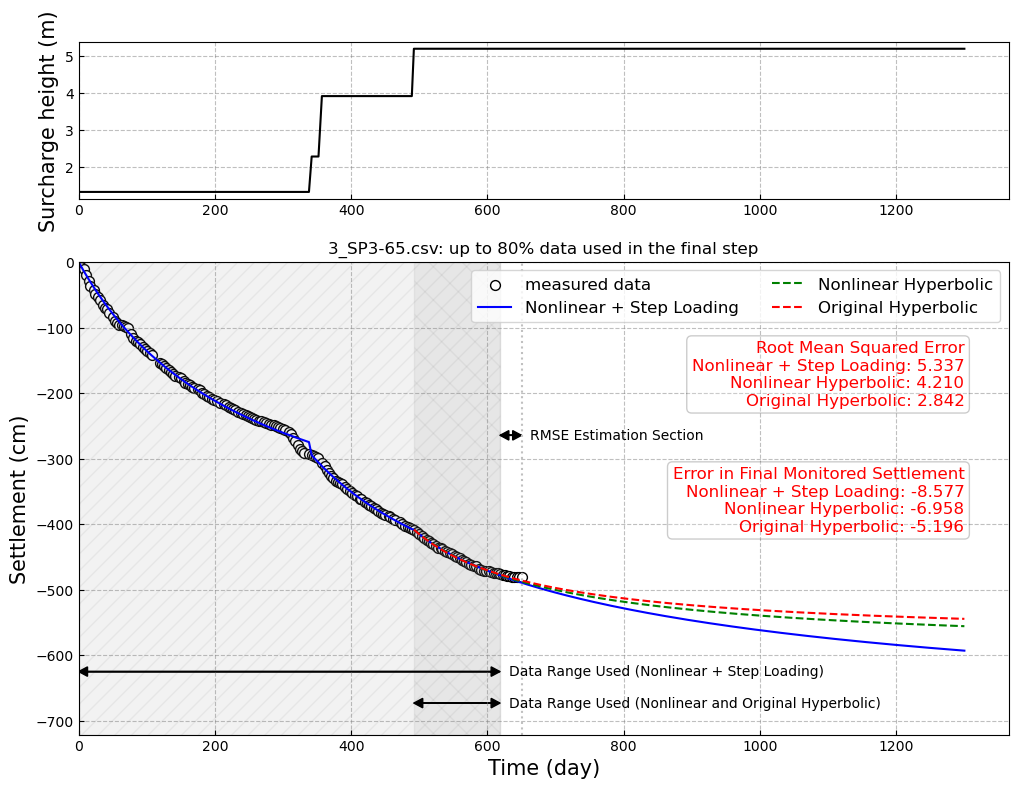 Surcharge height (m)
5
4
3
2
0 200 400 600 800 1000 1200
3_SP3-65.csv: up to 80% data used in the final step
measured data
Nonlinear + Step Loading
Nonlinear Hyperbolic
Original Hyperbolic
Root Mean Squared Error
Nonlinear + Step Loading: 5.337
Nonlinear Hyperbolic: 4.210
Original Hyperbolic: 2.842
RMSE Estimation Section
Error in Final Monitored Settlement
Nonlinear + Step Loading: -8.577
Nonlinear Hyperbolic: -6.958
Original Hyperbolic: -5.196
Data Range Used (Nonlinear + Step Loading)
Data Range Used (Nonlinear and Original Hyperbolic)
Settlement (cm)
0
−100
−200
−300
−400
−500
−600
−700
0 200 400 600 800 1000 1200
Time (day)